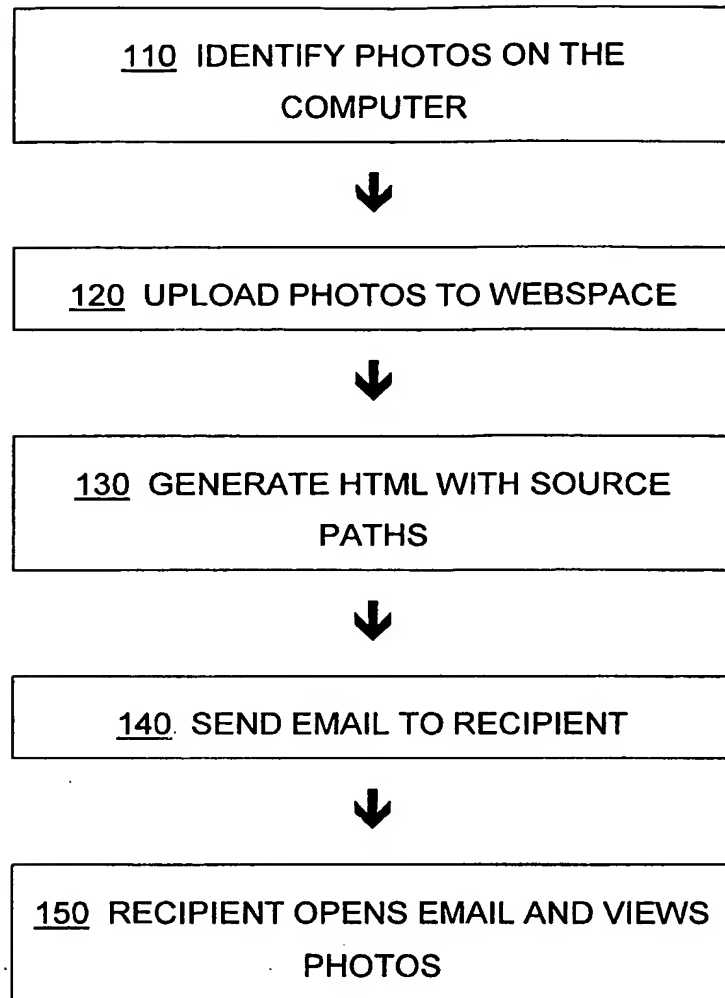 110 IDENTIFY PHOTOS ON THE
COMPUTER
120 UPLOAD PHOTOS TO WEBSPACE
130 GENERATE HTML WITH SOURCE
PATHS
140 SEND EMAIL TO RECIPIENT
150 RECIPIENT OPENS EMAIL AND VIEWS
PHOTOS